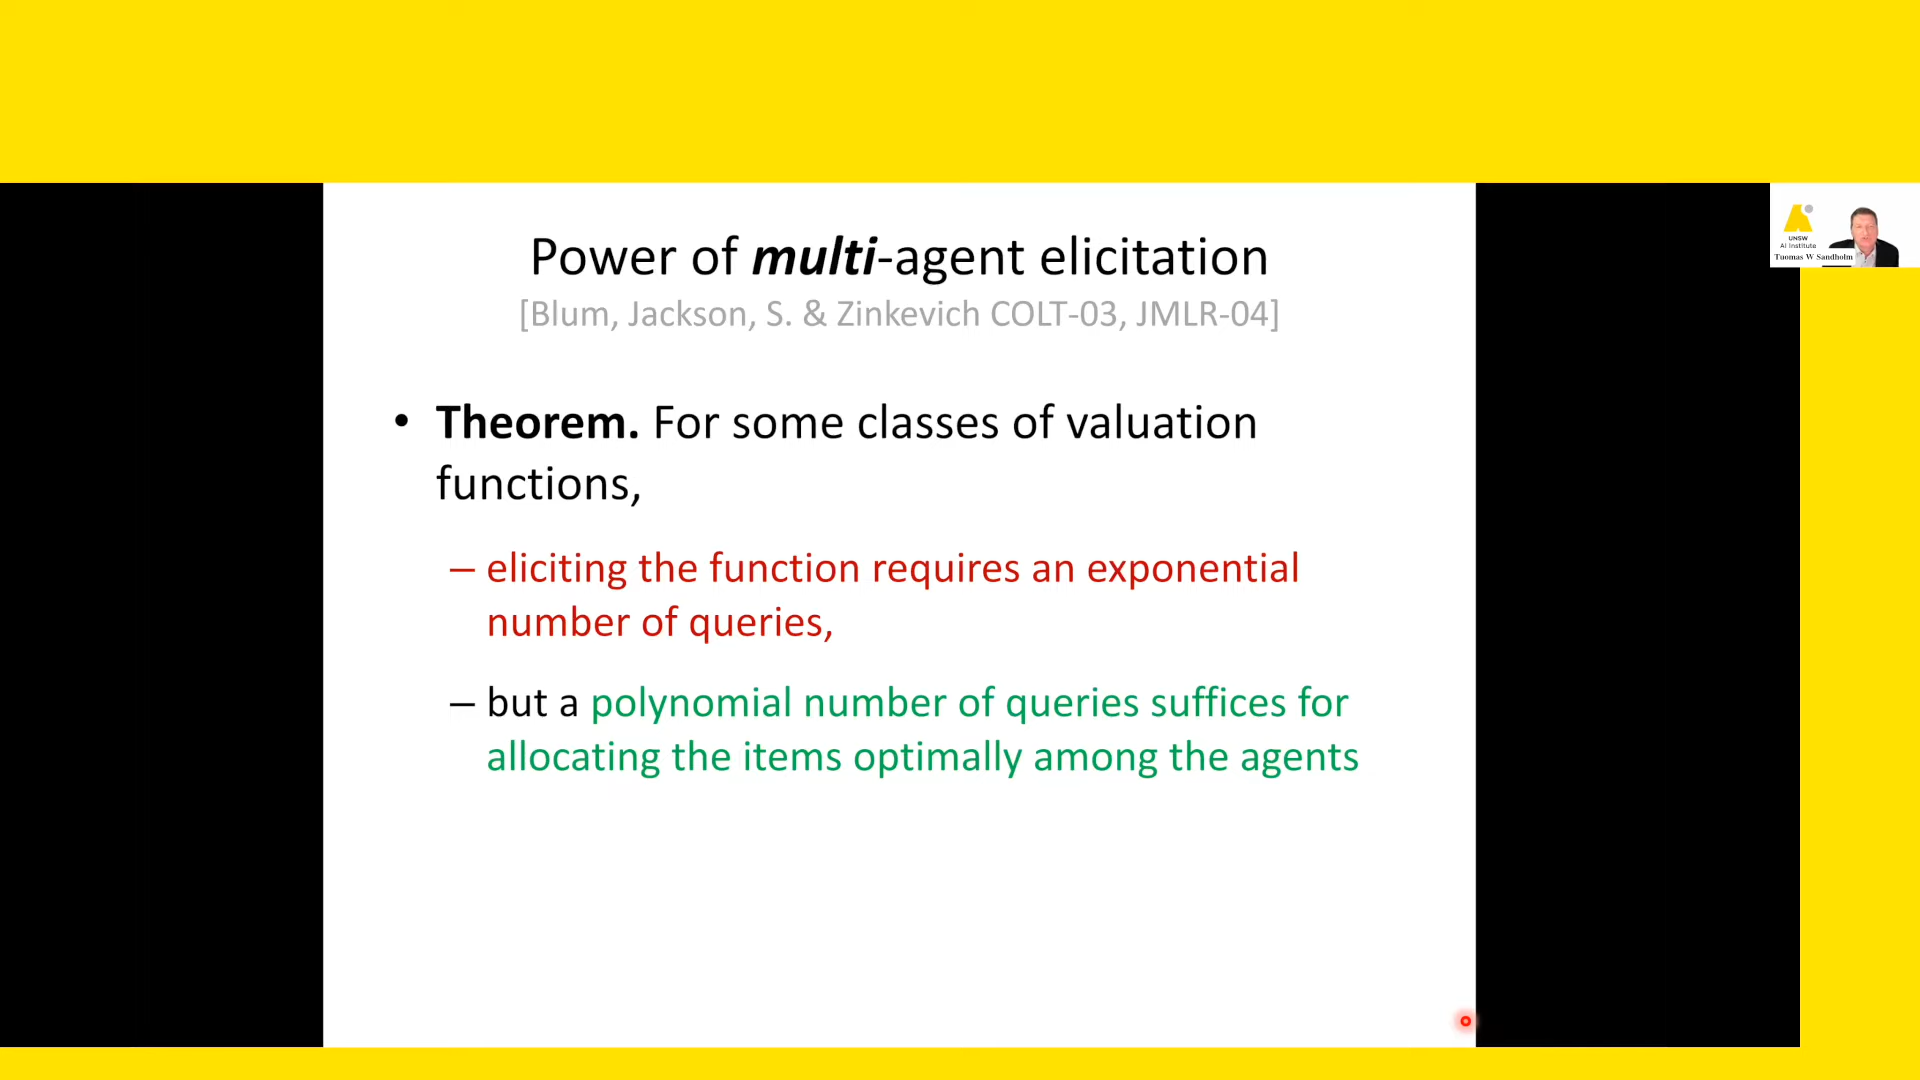 Power of multi-agent elicitation
[Blum, Jackson, S. & Zinkevich COLT-03, JMLR-04]
• Theorem. For some classes of valuation
functions,
– eliciting the function requires an exponential
number of queries,
– but a polynomial number of queries suffices for
allocating the items optimally among the agents
UNSW
AI Institute
Tuomas W Sandholm